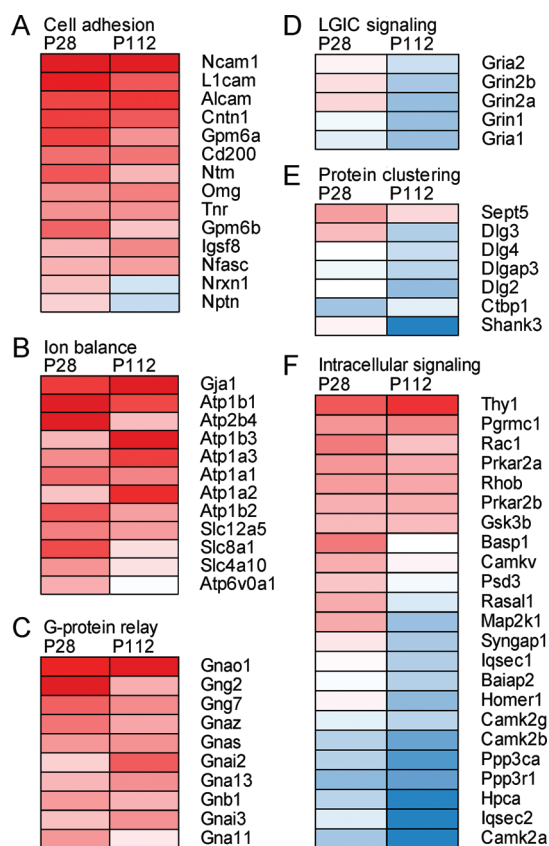 A Cell adhesion
P28 P112
Ncam1
L1cam
Alcam
Cntn1
Gpm6a
Cd200
Ntm
Omg
Tnr
Gpm6b
Igsf8
Nfasc
Nrxn1
Nptn
B Ion balance
P28 P112
Gja1
Atp1b1
Atp2b4
Atp1b3
Atp1a3
Atp1a1
Atp1a2
Atp1b2
Slc12a5
Slc8a1
Slc4a10
Atp6v0a1
C G-protein relay
P28 P112
Gnao1
Gng2
Gng7
Gnaz
Gnas
Gnai2
Gna13
Gnb1
Gnai3
Gna11
D LGIC signaling
P28 P112
Gria2
Grin2b
Grin2a
Grin1
Gria1
E Protein clustering
P28 P112
Sept5
Dlg3
Dlg4
Dlgap3
Dlg2
Ctbp1
Shank3
F Intracellular signaling
P28 P112
Thy1
Pgrmc1
Rac1
Prkar2a
Rhob
Prkar2b
Gsk3b
Basp1
Camkv
Psd3
Rasal1
Map2k1
Syngap1
Iqsec1
Baiap2
Homer1
Camk2g
Camk2b
Ppp3ca
Ppp3r1
Hpca
Iqsec2
Camk2a